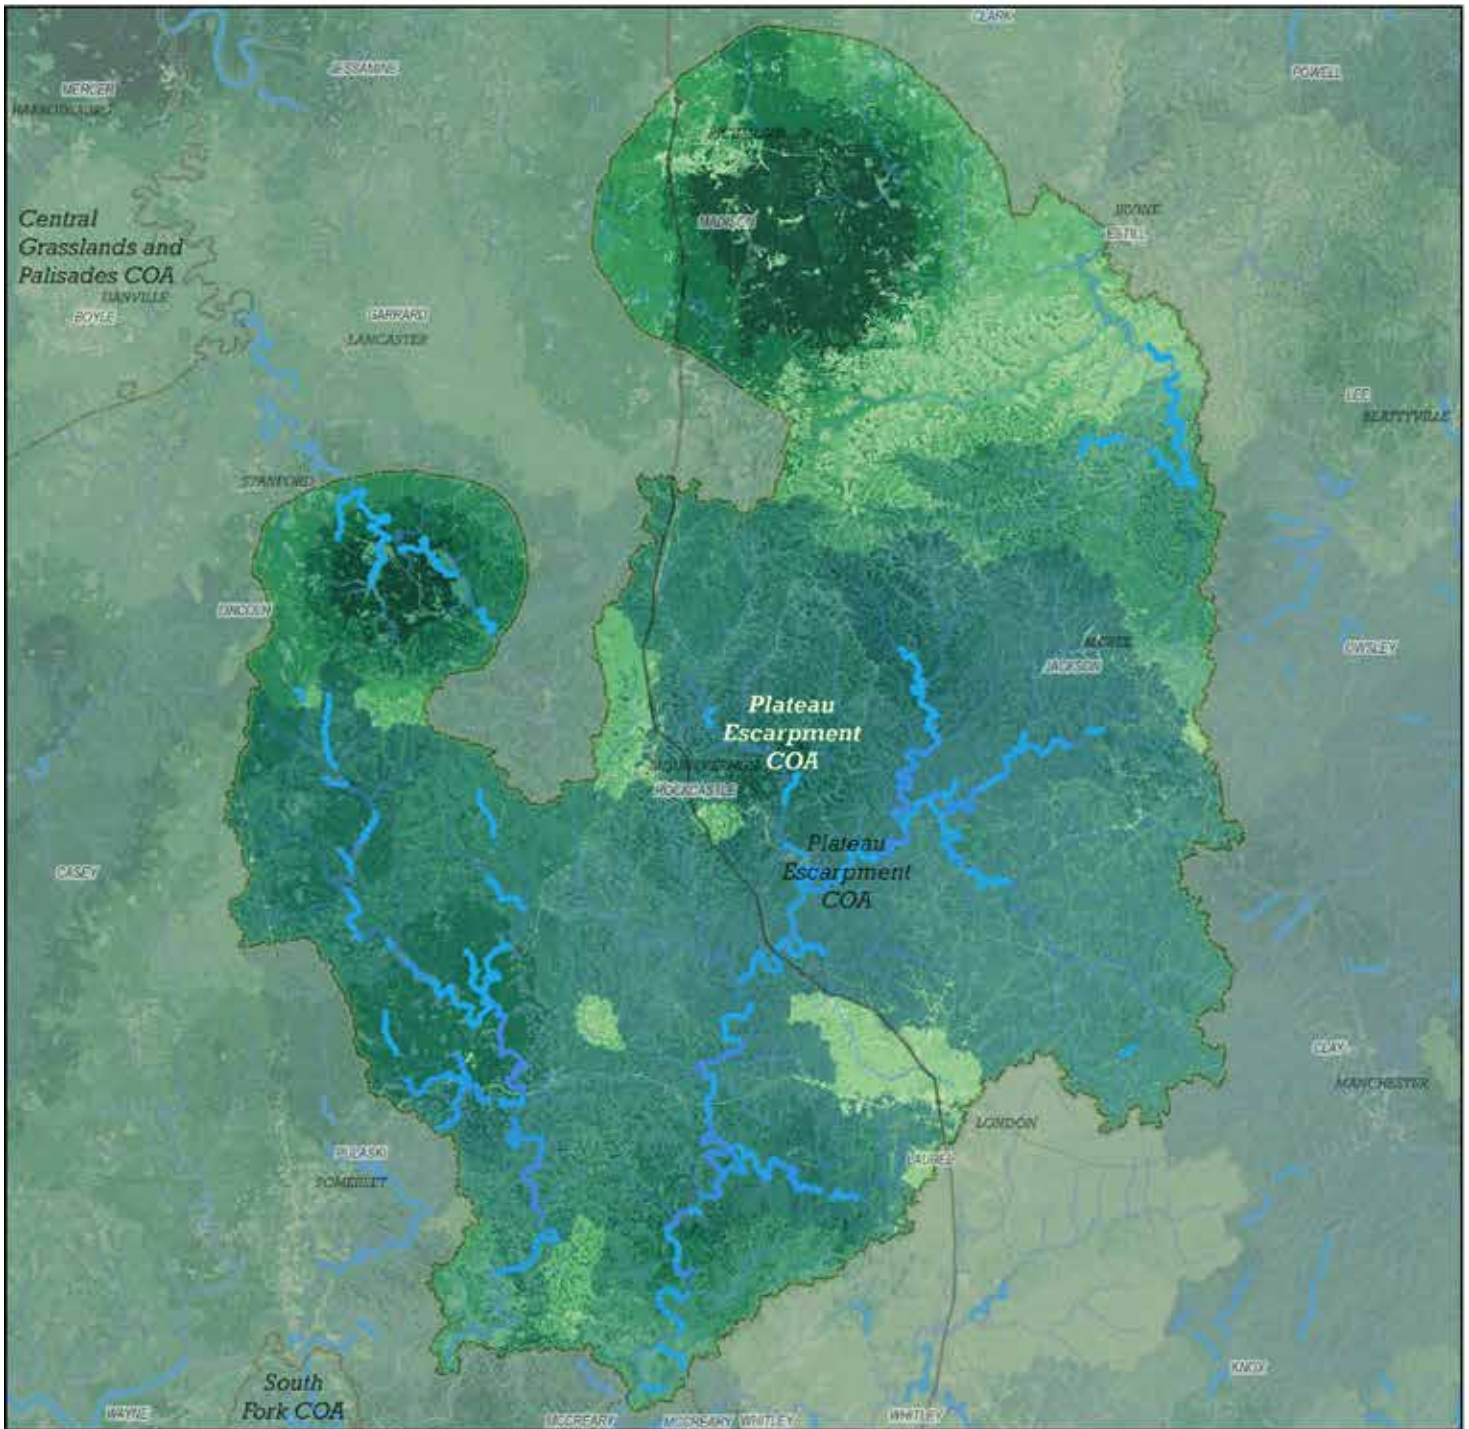 CLARK
JESSAMINE
POWELL
MERCER
MADISON
IRVINE
ESTILL
Central
Grasslands and
Palisades COA
DANVILLE
BOYLE
GARRARD
LANCASTER
LEE
BEATTYVILLE
STANFORD
LINCOLN
MCKEE
JACKSON
OWSLEY
Plateau
Escarpment
COA
ROCKCASTLE
Plateau
Escarpment
COA
CASEY
CLAY
MANCHESTER
LONDON
PULASKI
SOMERSET
LAUREL
KNOX
South
Fork COA
WAYNE
MCCREARY
MCCREARY
WHITLEY
WHITLEY